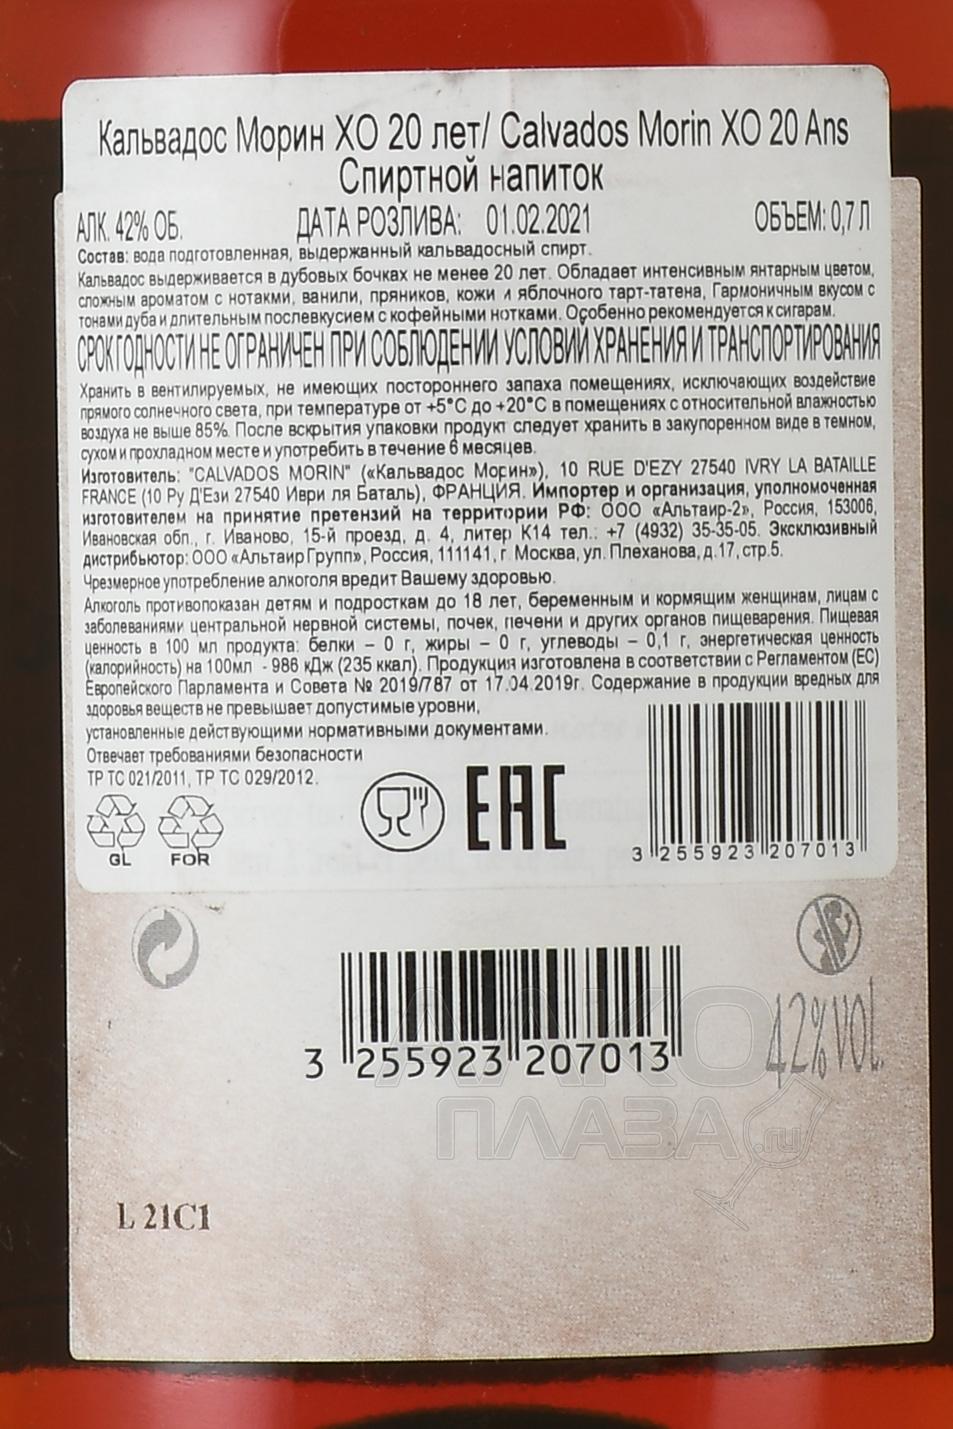 Кальвадос Морин ХО 20 лет/ Calvados Morin XO 20 Ans
Спиртной напиток
АЛК. 42% ОБ. ДАТА РОЗЛИВА: 01.02.2021 ОБЪЕМ: 0,7 Л
Состав: вода подготовленная, выдержанный кальвадосный спирт.
Кальвадос выдерживается в дубовых бочках не менее 20 лет. Обладает интенсивным янтарным цветом,
сложным ароматом с нотакми, ванили, пряников, кожи и яблочного тарт-татена, Гармоничным вкусом с
тонами дуба и длительным послевкусием с кофейными нотками. Особенно рекомендуется к сигарам.
СРОК ГОДНОСТИ НЕ ОГРАНИЧЕН ПРИ СОБЛЮДЕНИИ УСЛОВИЙ ХРАНЕНИЯ И ТРАНСПОРТИРОВАНИЯ
Хранить в вентилируемых, не имеющих постороннего запаха помещениях, исключающих воздействие
прямого солнечного света, при температуре от +5°С до +20°С в помещениях с относительной влажностью
воздуха не выше 85%. После вскрытия упаковки продукт следует хранить в закупоренном виде в темном,
сухом и прохладном месте и употребить в течение 6 месяцев.
Изготовитель: "CALVADOS MORIN" («Кальвадос Морин»), 10 RUE D'EZY 27540 IVRY LA BATAILLE
FRANCE (10 Ру Д'Ези 27540 Иври ля Баталь), ФРАНЦИЯ. Импортер и организация, уполномоченная
изготовителем на принятие претензий на территории РФ: ООО «Альтаир-2», Россия, 153006,
Ивановская обл., г. Иваново, 15-й проезд, д. 4, литер К14 тел.: +7 (4932) 35-35-05. Эксклюзивный
дистрибьютор: ООО «Альтаир Групп», Россия, 111141, г. Москва, ул. Плеханова, д.17, стр.5.
Чрезмерное употребление алкоголя вредит Вашему здоровью.
Алкоголь противопоказан детям и подросткам до 18 лет, беременным и кормящим женщинам, лицам с
заболеваниями центральной нервной системы, почек, печени и других органов пищеварения. Пищевая
ценность в 100 мл продукта: белки – 0 г, жиры – 0 г, углеводы – 0,1 г, энергетическая ценность
(калорийность) на 100мл - 986 кДж (235 ккал). Продукция изготовлена в соответствии с Регламентом (ЕС)
Европейского Парламента и Совета № 2019/787 от 17.04.2019г. Содержание в продукции вредных для
здоровья веществ не превышает допустимые уровни,
установленные действующими нормативными документами.
Отвечает требованиями безопасности
ТР ТС 021/2011, ТР ТС 029/2012.
GL FOR
EAC
3 255923 207013
3 255923 207013
42%VOL.
АЛКО
ПЛАЗА.ru
L 21C1